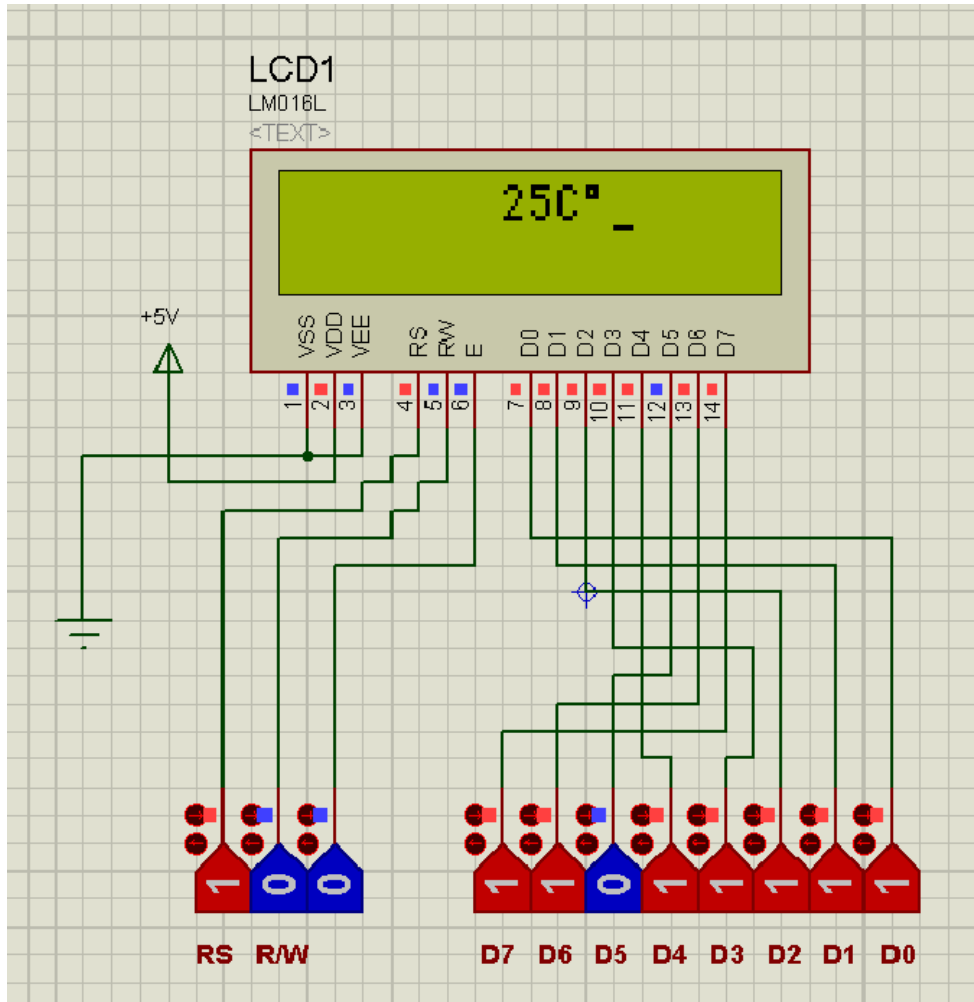 LCD1
LM016L
<TEXT>
25C°_
+5V
VSS VDD VEE RS RW E D0 D1 D2 D3 D4 D5 D6 D7
1 2 3 4 5 6 7 8 9 10 11 12 13 14
1 0 0 1 1 0 1 1 1 1 1
RS R/W D7 D6 D5 D4 D3 D2 D1 D0